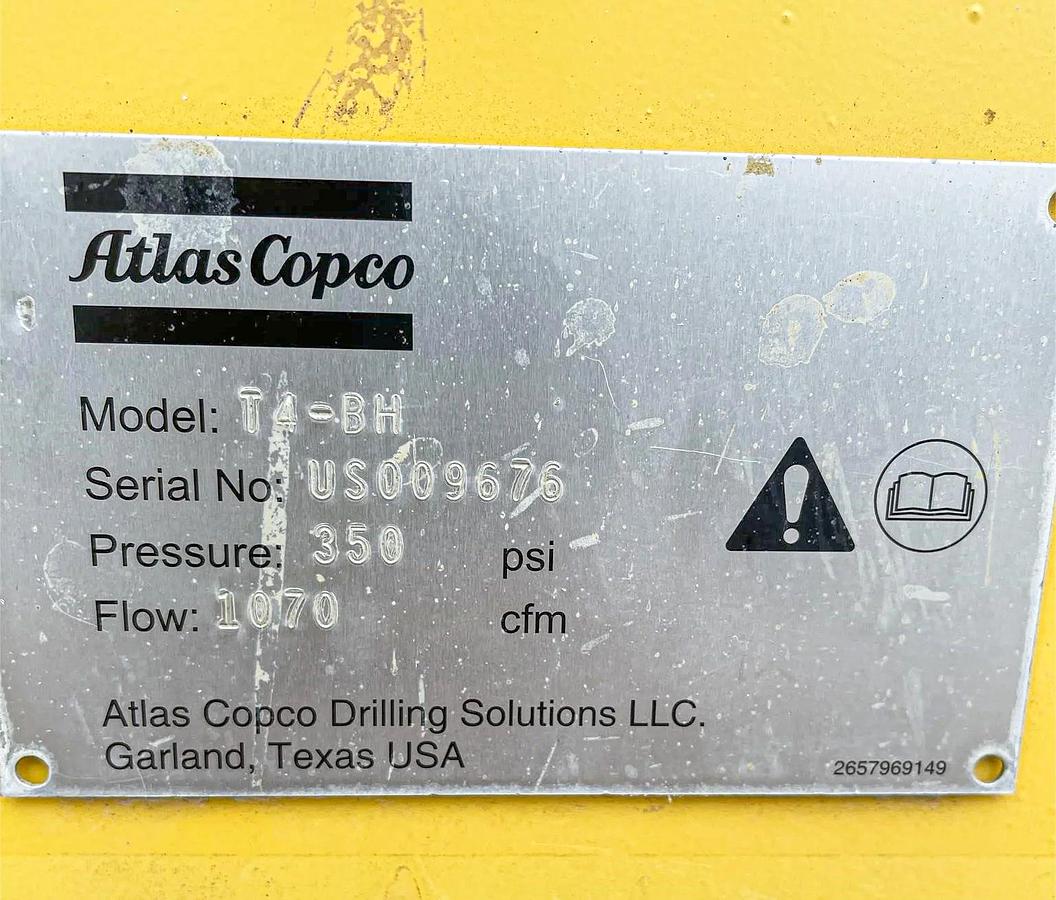 Atlas Copco
Model: T4-BH
Serial No: US009676
Pressure: 350 psi
Flow: 1070 cfm
Atlas Copco Drilling Solutions LLC.
Garland, Texas USA
2657969149